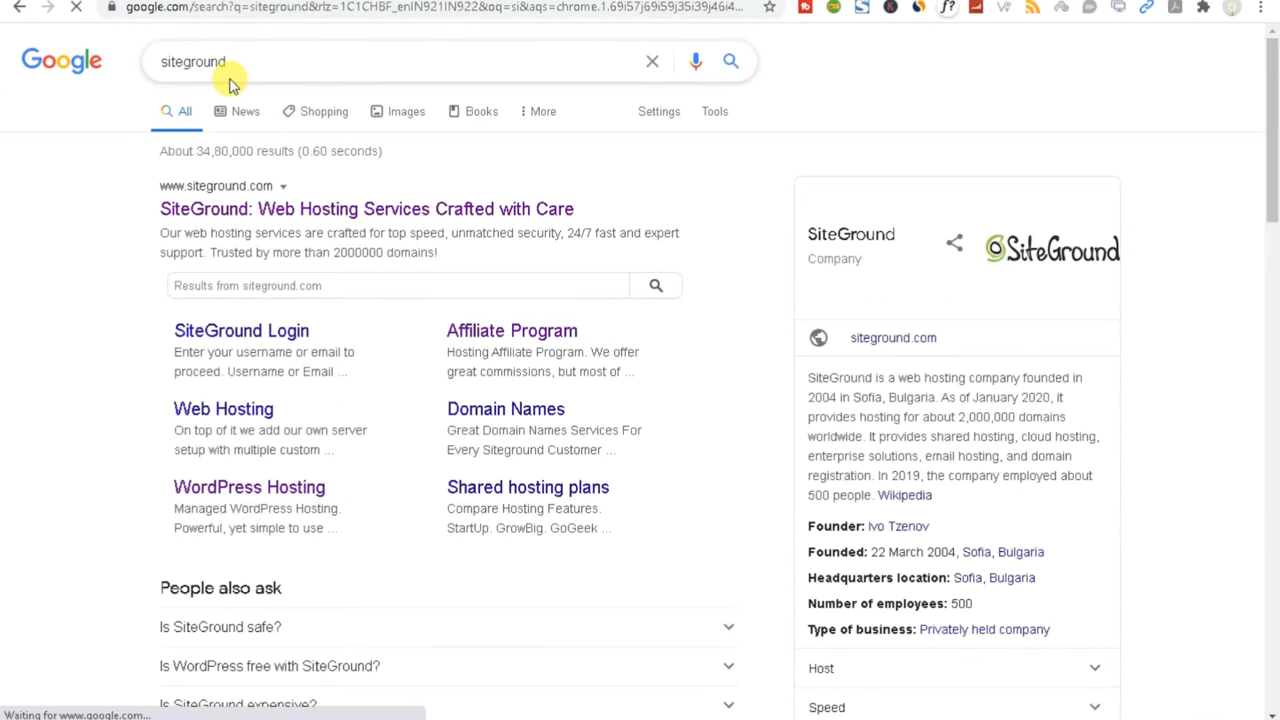 google.com/search?q=siteground&rlz=1C1CHBF_enIN921IN922&oq=si&aqs=chrome.1.69i57j69i59j35i39j46i4...
Google
siteground
All
News
Shopping
Images
Books
More
Settings
Tools
About 34,80,000 results (0.60 seconds)
www.siteground.com
SiteGround: Web Hosting Services Crafted with Care
Our web hosting services are crafted for top speed, unmatched security, 24/7 fast and expert
support. Trusted by more than 2000000 domains!
Results from siteground.com
SiteGround Login
Enter your username or email to
proceed. Username or Email ...
Affiliate Program
Hosting Affiliate Program. We offer
great commissions, but most of ...
Web Hosting
On top of it we add our own server
setup with multiple custom ...
Domain Names
Great Domain Names Services For
Every Siteground Customer ...
WordPress Hosting
Managed WordPress Hosting.
Powerful, yet simple to use ...
Shared hosting plans
Compare Hosting Features.
StartUp. GrowBig. GoGeek ...
People also ask
Is SiteGround safe?
Is WordPress free with SiteGround?
Is SiteGround expensive?
SiteGround
Company
SiteGround
siteground.com
SiteGround is a web hosting company founded in
2004 in Sofia, Bulgaria. As of January 2020, it
provides hosting for about 2,000,000 domains
worldwide. It provides shared hosting, cloud hosting,
enterprise solutions, email hosting, and domain
registration. In 2019, the company employed about
500 people. Wikipedia
Founder: Ivo Tzenov
Founded: 22 March 2004, Sofia, Bulgaria
Headquarters location: Sofia, Bulgaria
Number of employees: 500
Type of business: Privately held company
Host
Speed
Waiting for www.google.com...